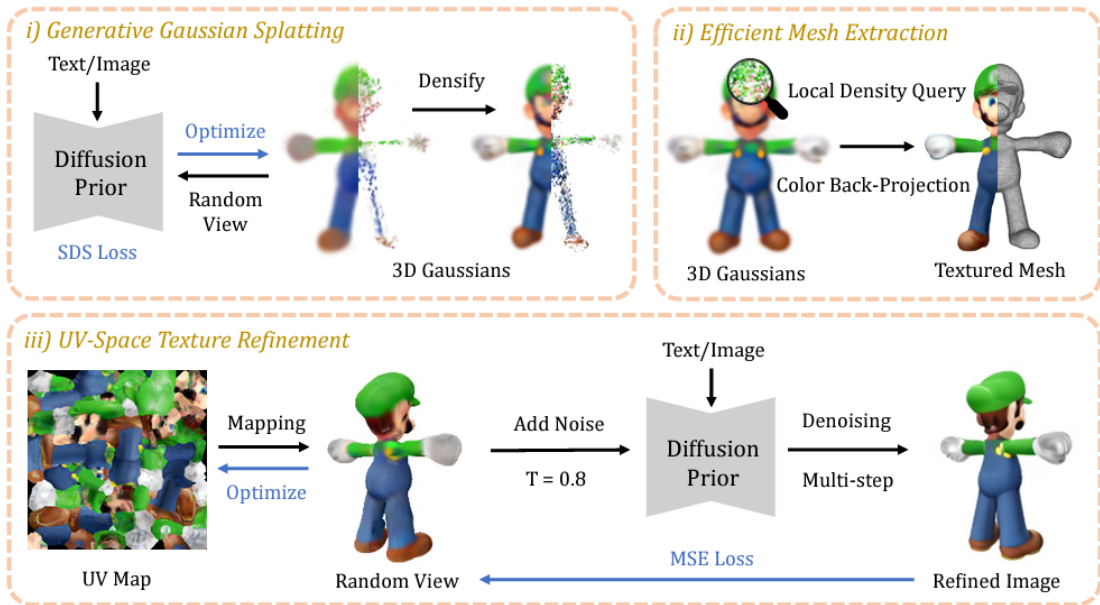 i) Generative Gaussian Splatting
Text/Image
Diffusion
Prior
SDS Loss
Optimize
Random
View
Densify
3D Gaussians
ii) Efficient Mesh Extraction
Local Density Query
Color Back-Projection
3D Gaussians
Textured Mesh
iii) UV-Space Texture Refinement
UV Map
Mapping
Optimize
Random View
Add Noise
T = 0.8
Text/Image
Diffusion
Prior
Denoising
Multi-step
MSE Loss
Refined Image